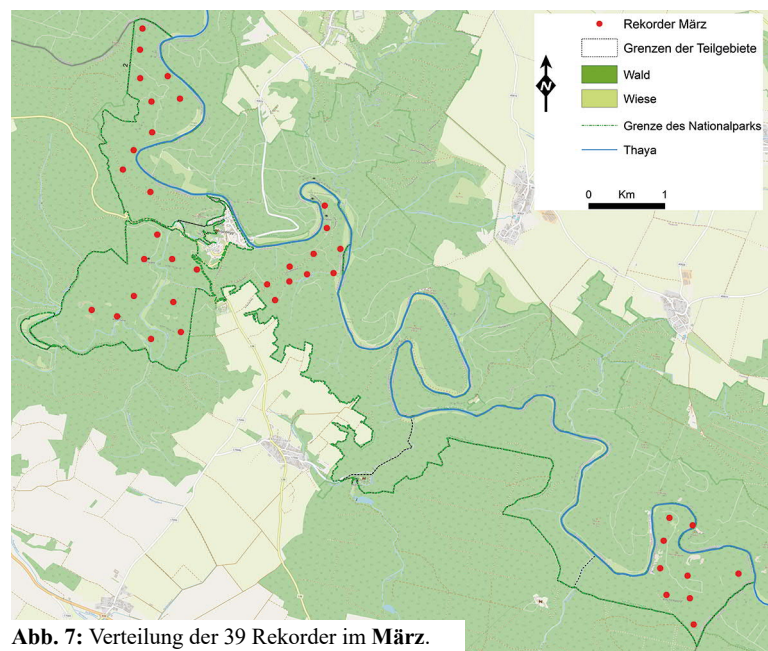 Rekorder März
Grenzen der Teilgebiete
Wald
Wiese
Grenze des Nationalparks
Thaya
N
0 Km 1
2
Abb. 7: Verteilung der 39 Rekorder im März.